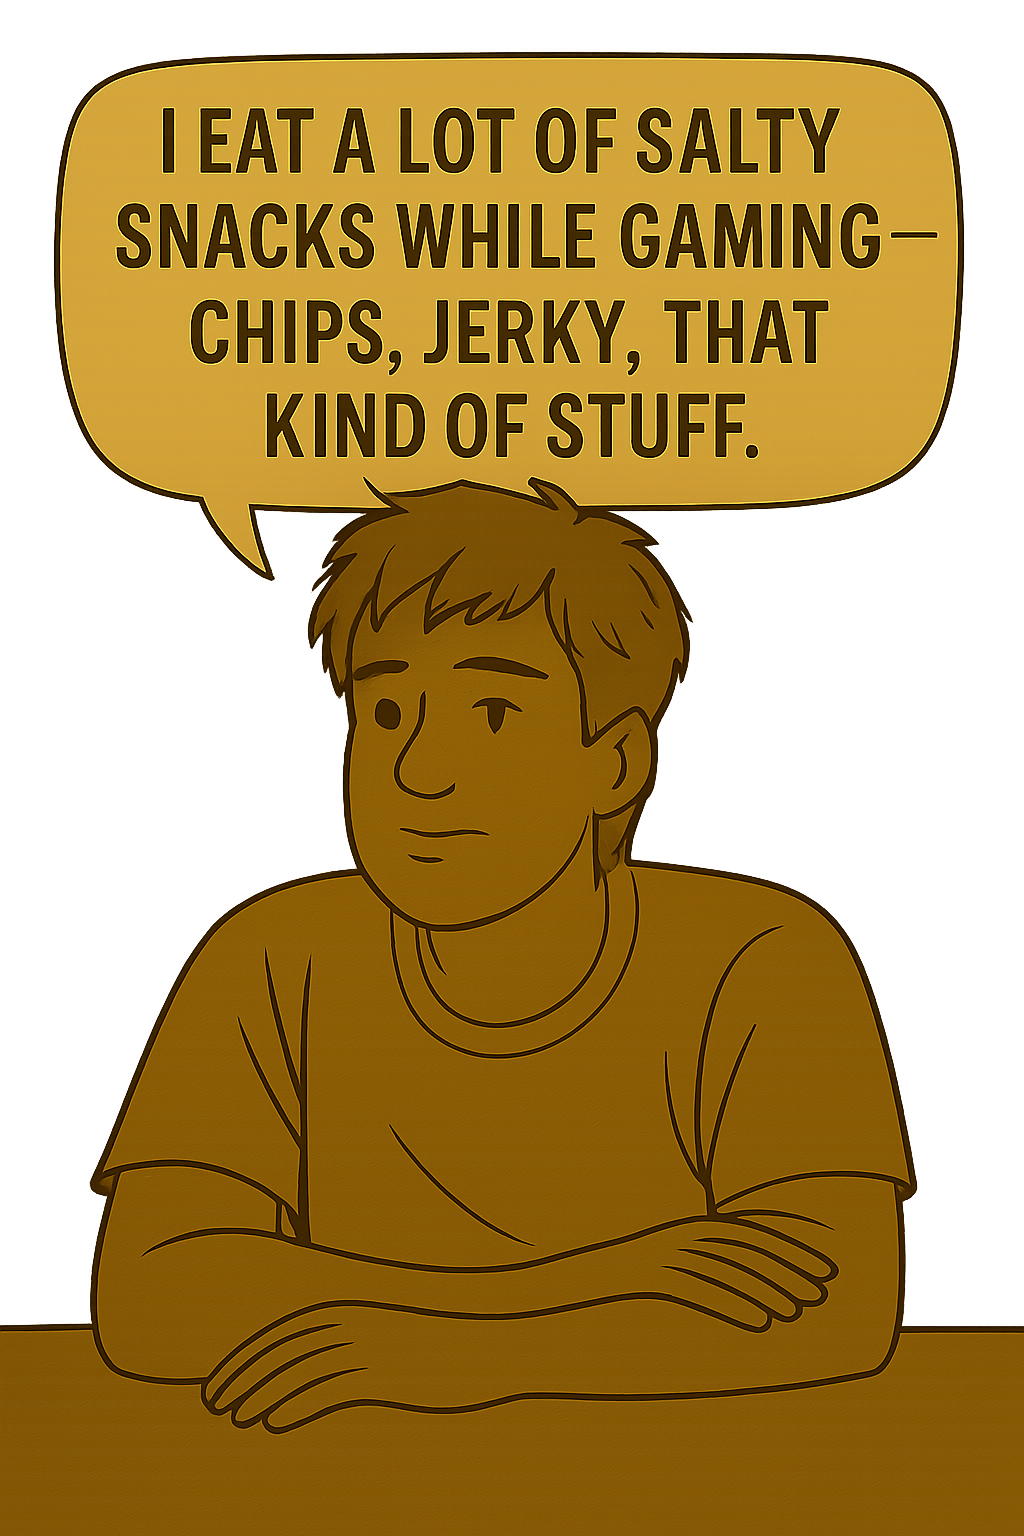 I EAT A LOT OF SALTY
SNACKS WHILE GAMING—
CHIPS, JERKY, THAT
KIND OF STUFF.